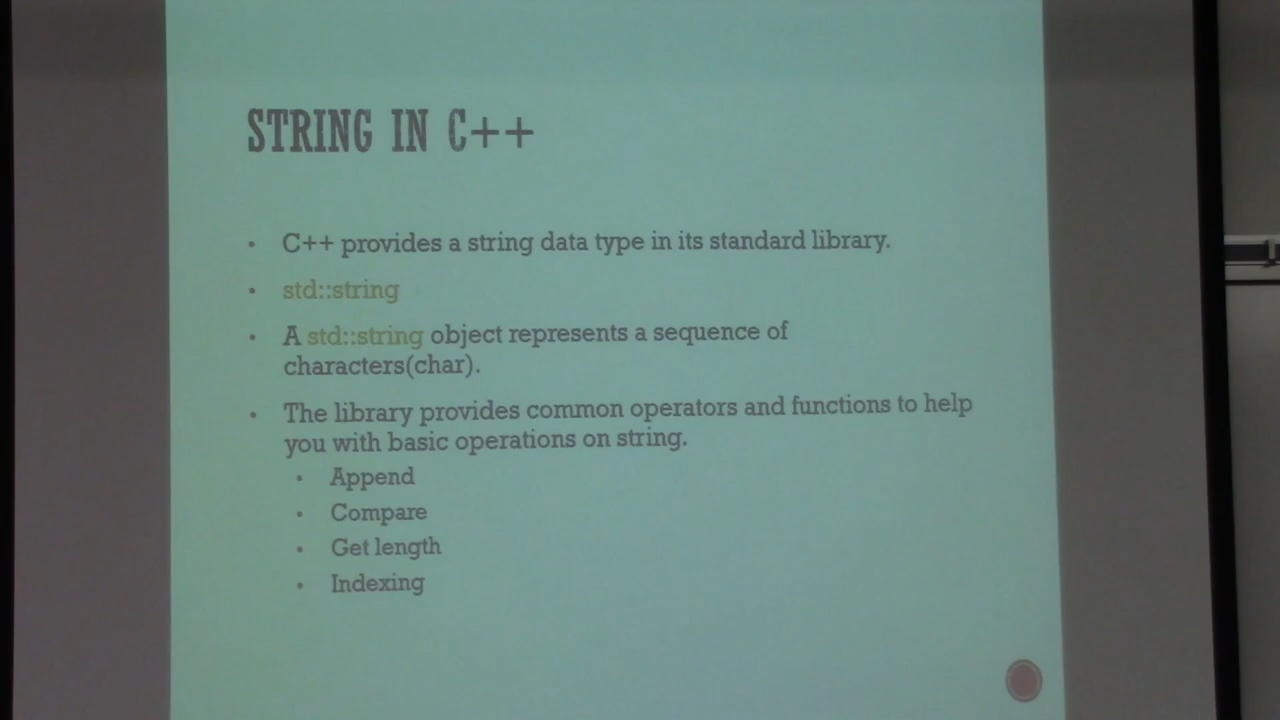 STRING IN C++
• C++ provides a string data type in its standard library.
• std::string
• A std::string object represents a sequence of
characters(char).
• The library provides common operators and functions to help
you with basic operations on string.
• Append
• Compare
• Get length
• Indexing